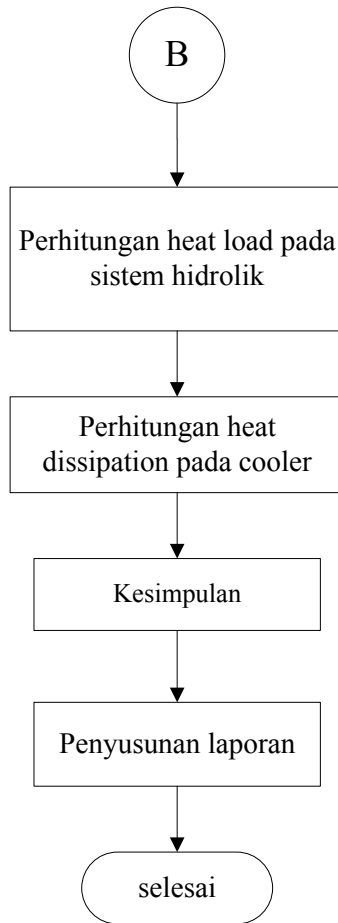 B
Perhitungan heat load pada
sistem hidrolik
Perhitungan heat
dissipation pada cooler
Kesimpulan
Penyusunan laporan
selesai